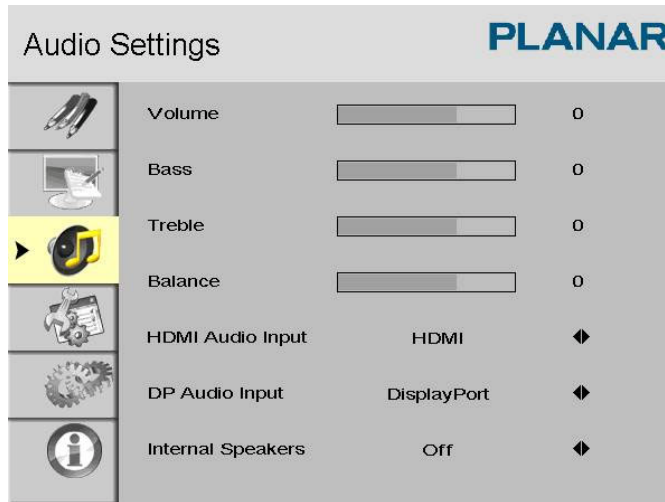 Audio Settings
PLANAR
Volume 0
Bass 0
Treble 0
Balance 0
HDMI Audio Input HDMI
DP Audio Input DisplayPort
Internal Speakers Off